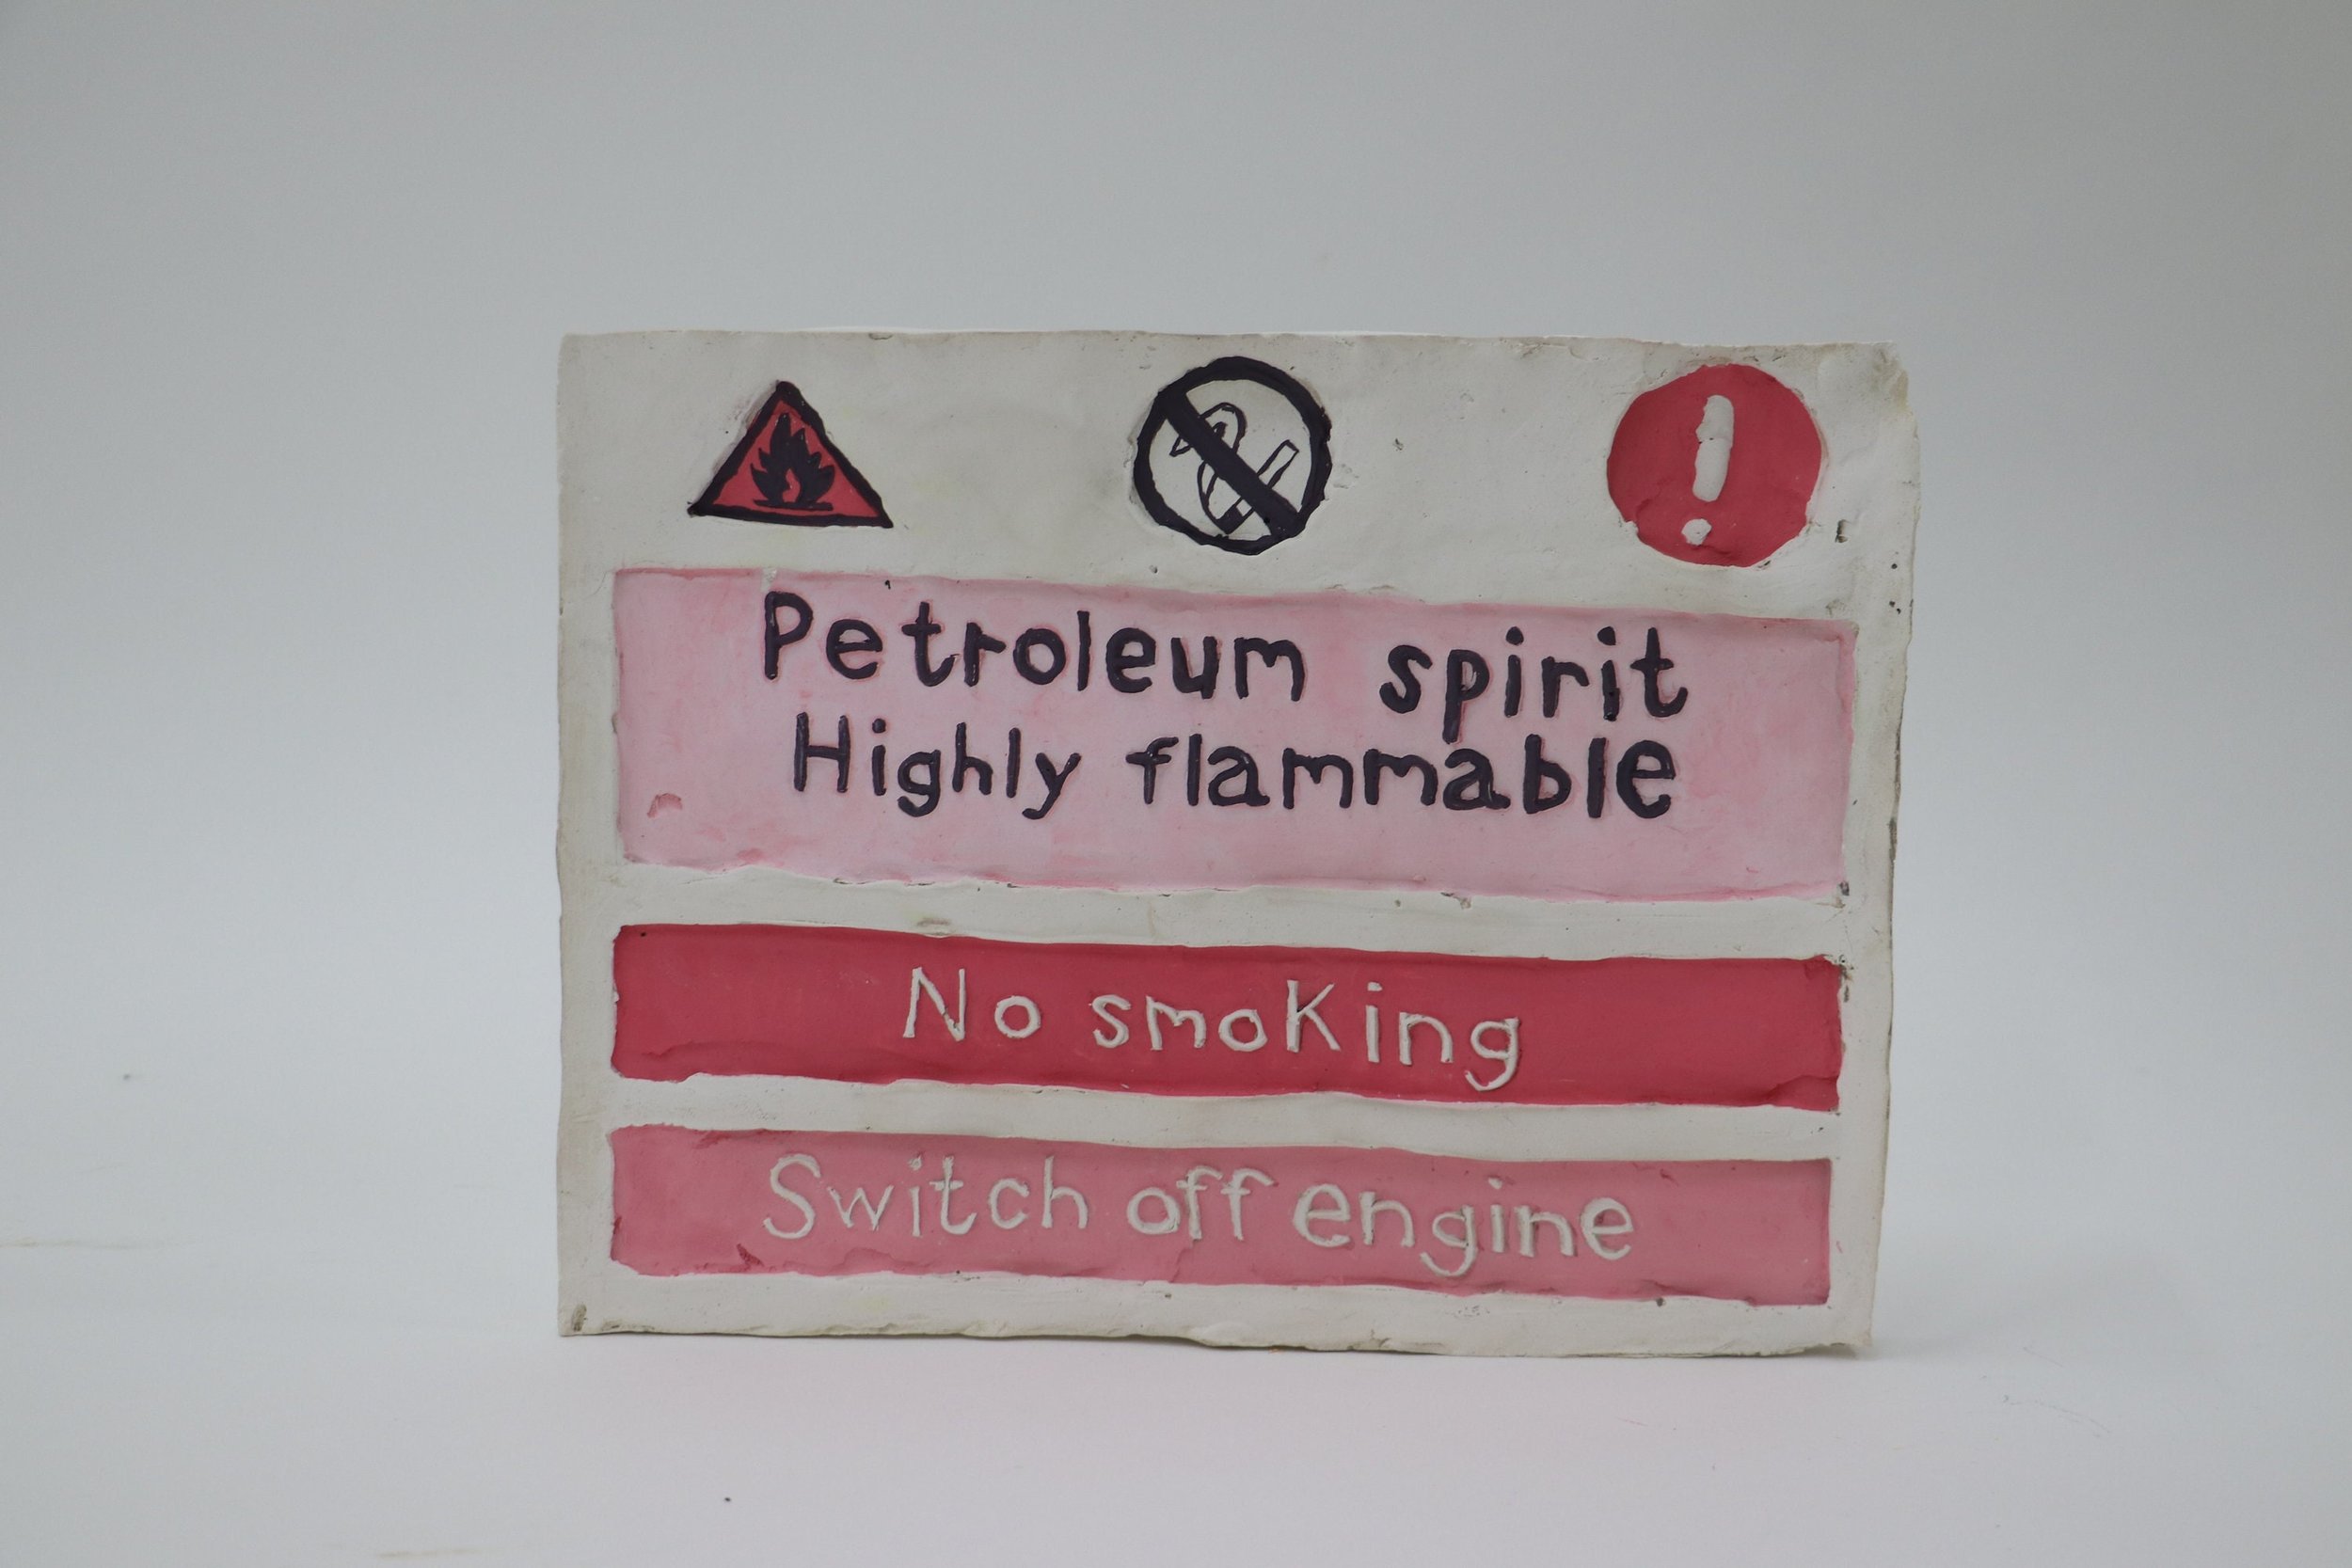 Petroleum spirit
Highly flammable
No smoking
Switch off engine